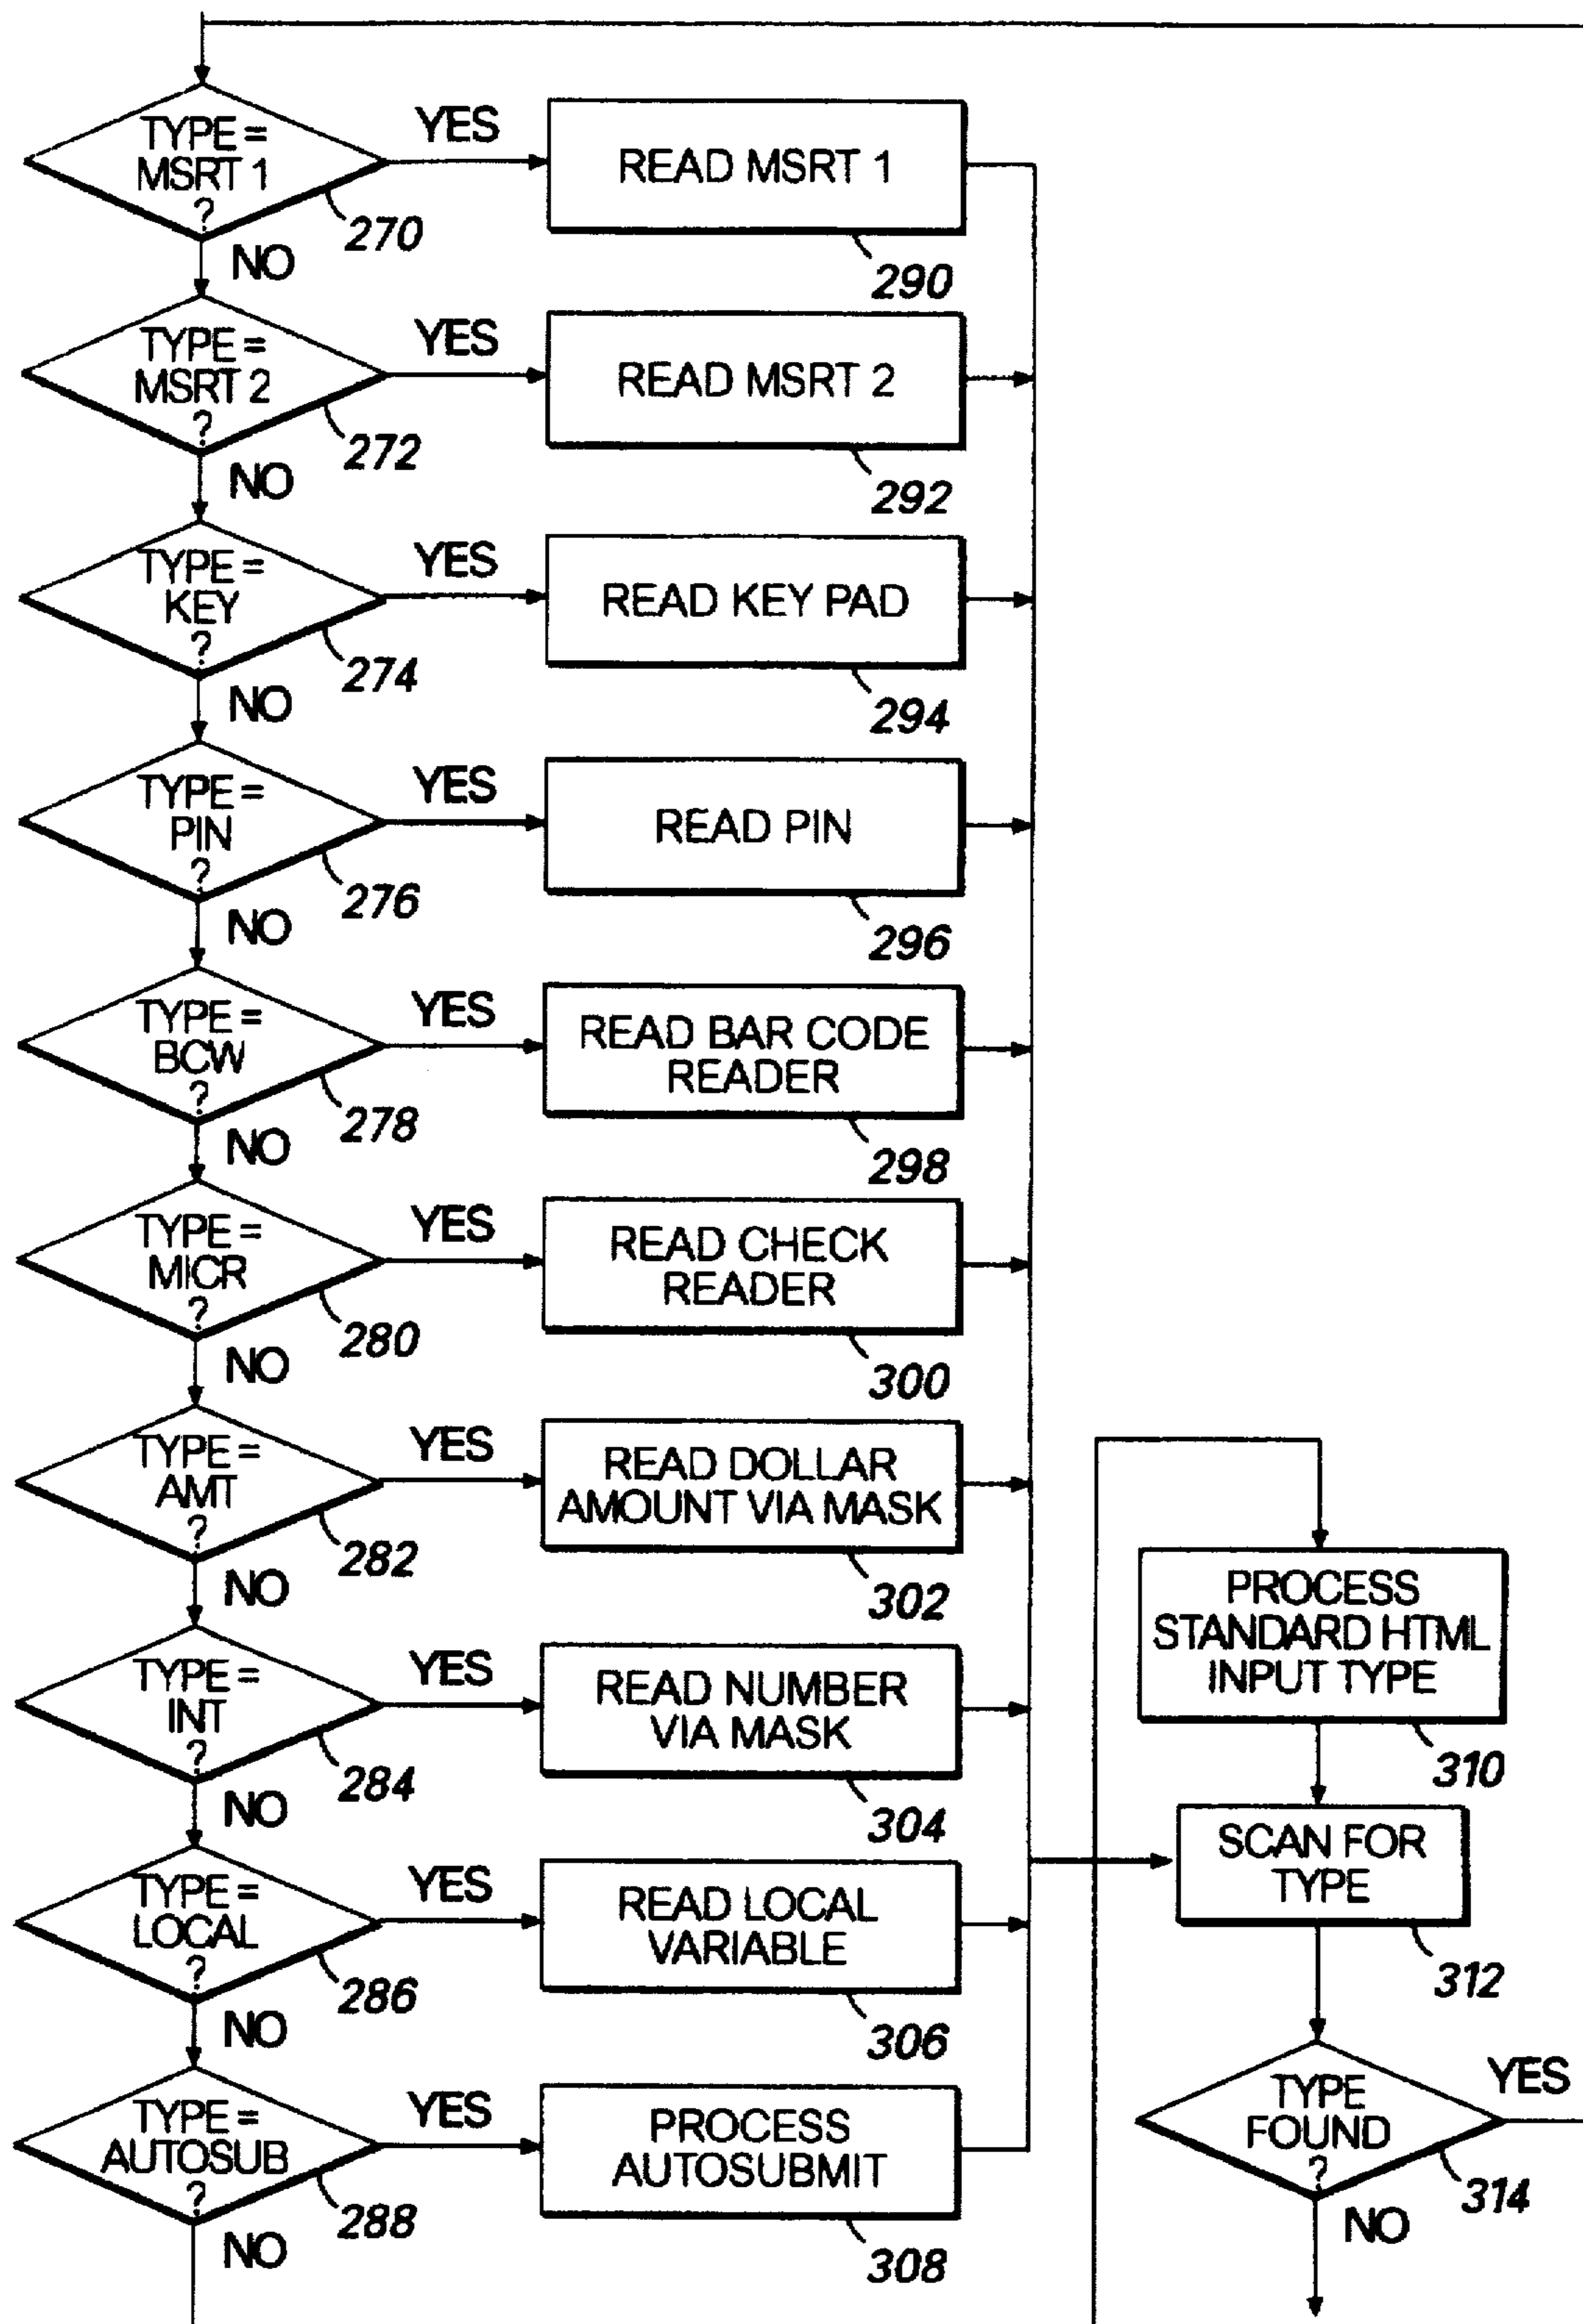 TYPE =
MSRT 1
?
270
YES
NO
READ MSRT 1
290
TYPE =
MSRT 2
?
272
YES
NO
READ MSRT 2
292
TYPE =
KEY
?
274
YES
NO
READ KEY PAD
294
TYPE =
PIN
?
276
YES
NO
READ PIN
296
TYPE =
BCW
?
278
YES
NO
READ BAR CODE
READER
298
TYPE =
MICR
?
280
YES
NO
READ CHECK
READER
300
TYPE =
AMT
?
282
YES
NO
READ DOLLAR
AMOUNT VIA MASK
302
TYPE =
INT
?
284
YES
NO
READ NUMBER
VIA MASK
304
TYPE =
LOCAL
?
286
YES
NO
READ LOCAL
VARIABLE
306
TYPE =
AUTOSUB
?
288
YES
NO
PROCESS
AUTOSUBMIT
308
PROCESS
STANDARD HTML
INPUT TYPE
310
SCAN FOR
TYPE
312
TYPE
FOUND
?
314
YES
NO